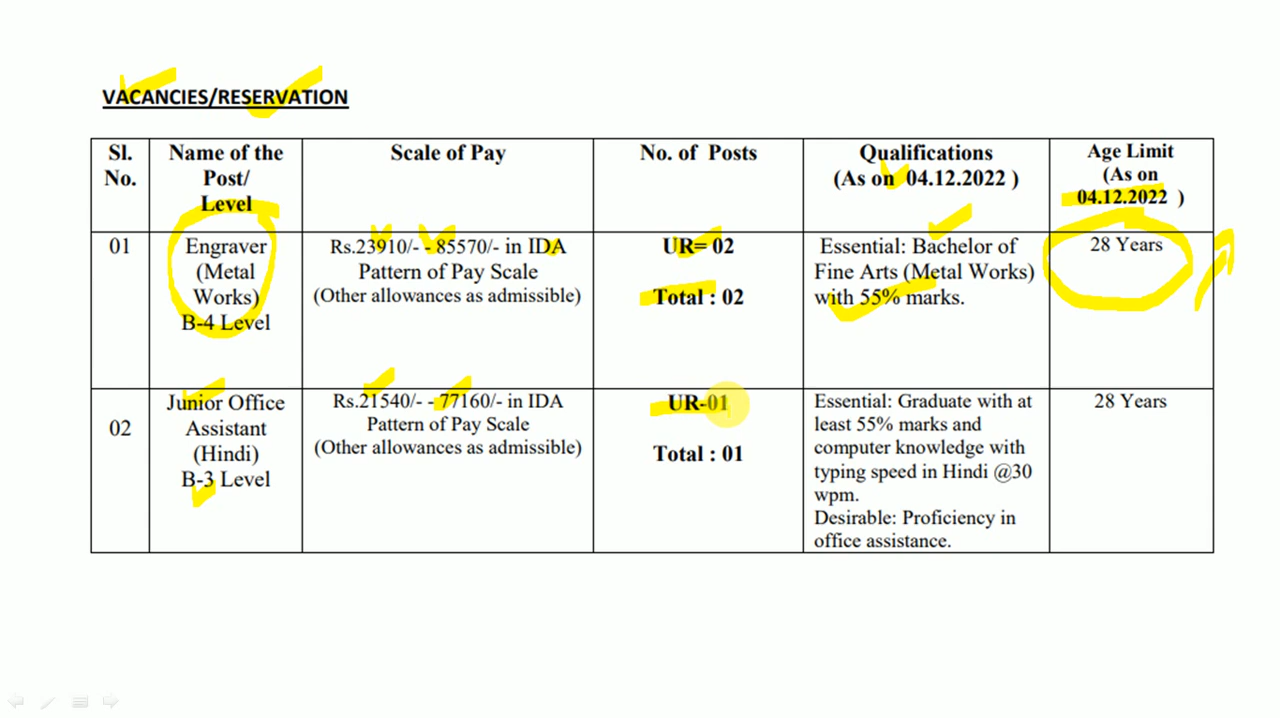 VACANCIES/RESERVATION
Sl. No.
Name of the Post/ Level
Scale of Pay
No. of Posts
Qualifications (As on 04.12.2022 )
Age Limit (As on 04.12.2022 )
01
Engraver
(Metal
Works)
B-4 Level
Rs.23910/- - 85570/- in IDA
Pattern of Pay Scale
(Other allowances as admissible)
UR= 02
Total : 02
Essential: Bachelor of
Fine Arts (Metal Works)
with 55% marks.
28 Years
02
Junior Office
Assistant
(Hindi)
B-3 Level
Rs.21540/- - 77160/- in IDA
Pattern of Pay Scale
(Other allowances as admissible)
UR-01
Total : 01
Essential: Graduate with at
least 55% marks and
computer knowledge with
typing speed in Hindi @30
wpm.
Desirable: Proficiency in
office assistance.
28 Years